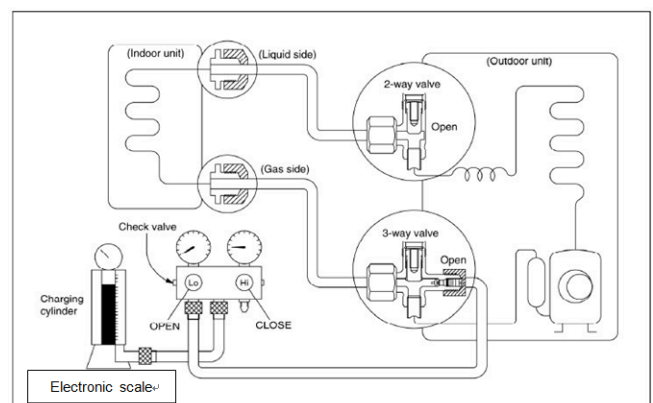 (Indoor unit)
(Liquid side)
(Outdoor unit)
2-way valve
Open
(Gas side)
Check valve
3-way valve
Open
Lo
Hi
Charging
cylinder
OPEN
CLOSE
Electronic scale